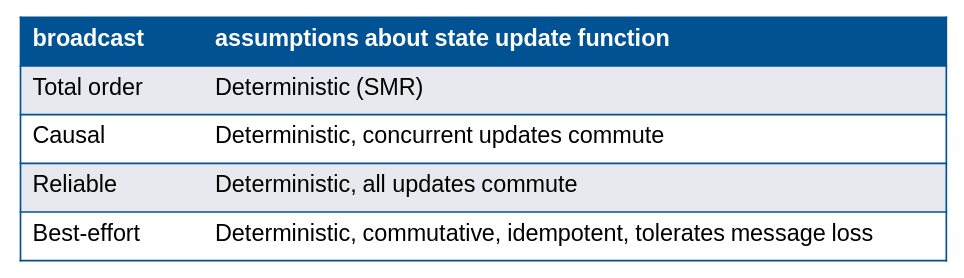 broadcast assumptions about state update function
Total order Deterministic (SMR)
Causal Deterministic, concurrent updates commute
Reliable Deterministic, all updates commute
Best-effort Deterministic, commutative, idempotent, tolerates message loss